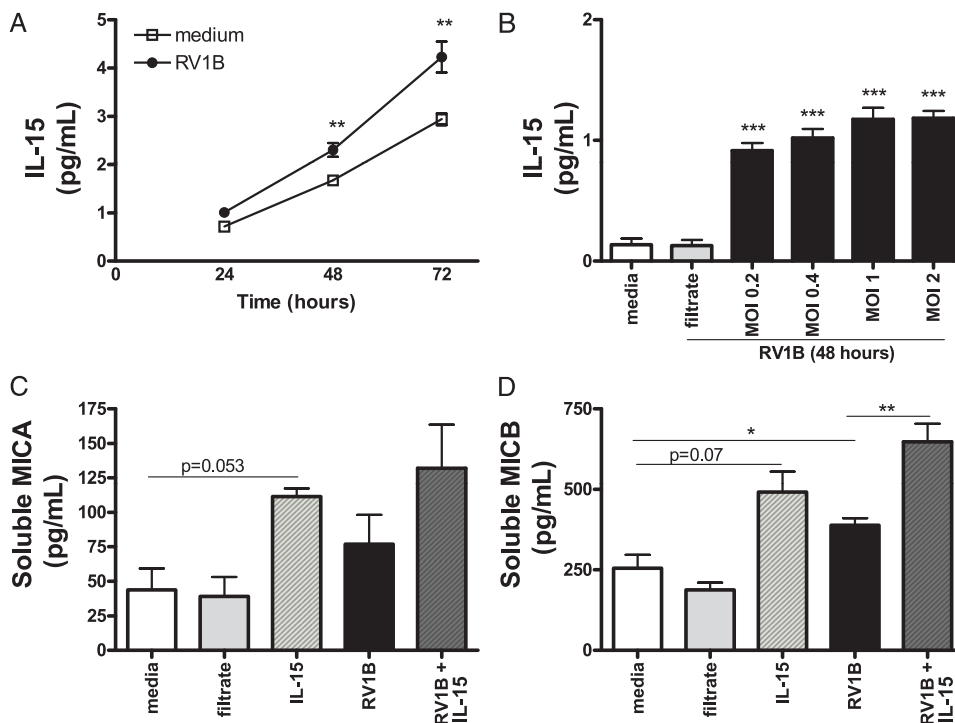 A
medium
RV1B
**
**
IL-15
(pg/mL)
5
4
3
2
1
0
0
24
48
72
Time (hours)
B
IL-15
(pg/mL)
2
1
0
***
***
***
***
media
filtrate
MOI 0.2
MOI 0.4
MOI 1
MOI 2
RV1B (48 hours)
C
Soluble MICA
(pg/mL)
175
150
125
100
75
50
25
0
p=0.053
media
filtrate
IL-15
RV1B
RV1B +
IL-15
D
Soluble MICB
(pg/mL)
750
500
250
0
**
*
p=0.07
media
filtrate
IL-15
RV1B
RV1B +
IL-15